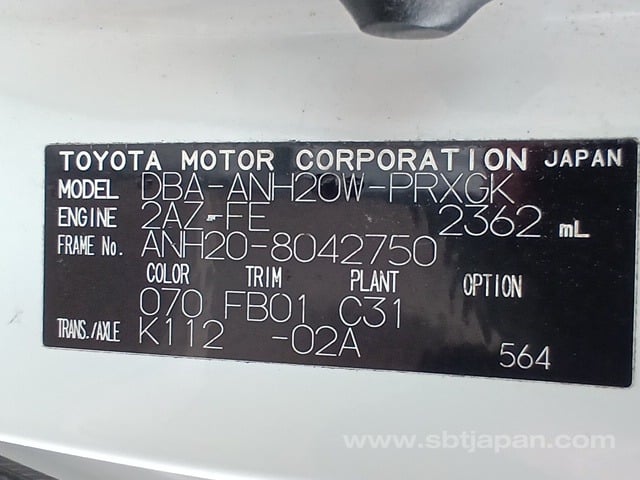 TOYOTA MOTOR CORPORATION JAPAN
MODEL DBA-ANH20W-PRXGK
ENGINE 2AZ-FE 2362 mL
FRAME No. ANH20-8042750
COLOR TRIM PLANT OPTION
070 FB01 C31
TRANS./AXLE K112 -02A 564
www.sbtjapan.com